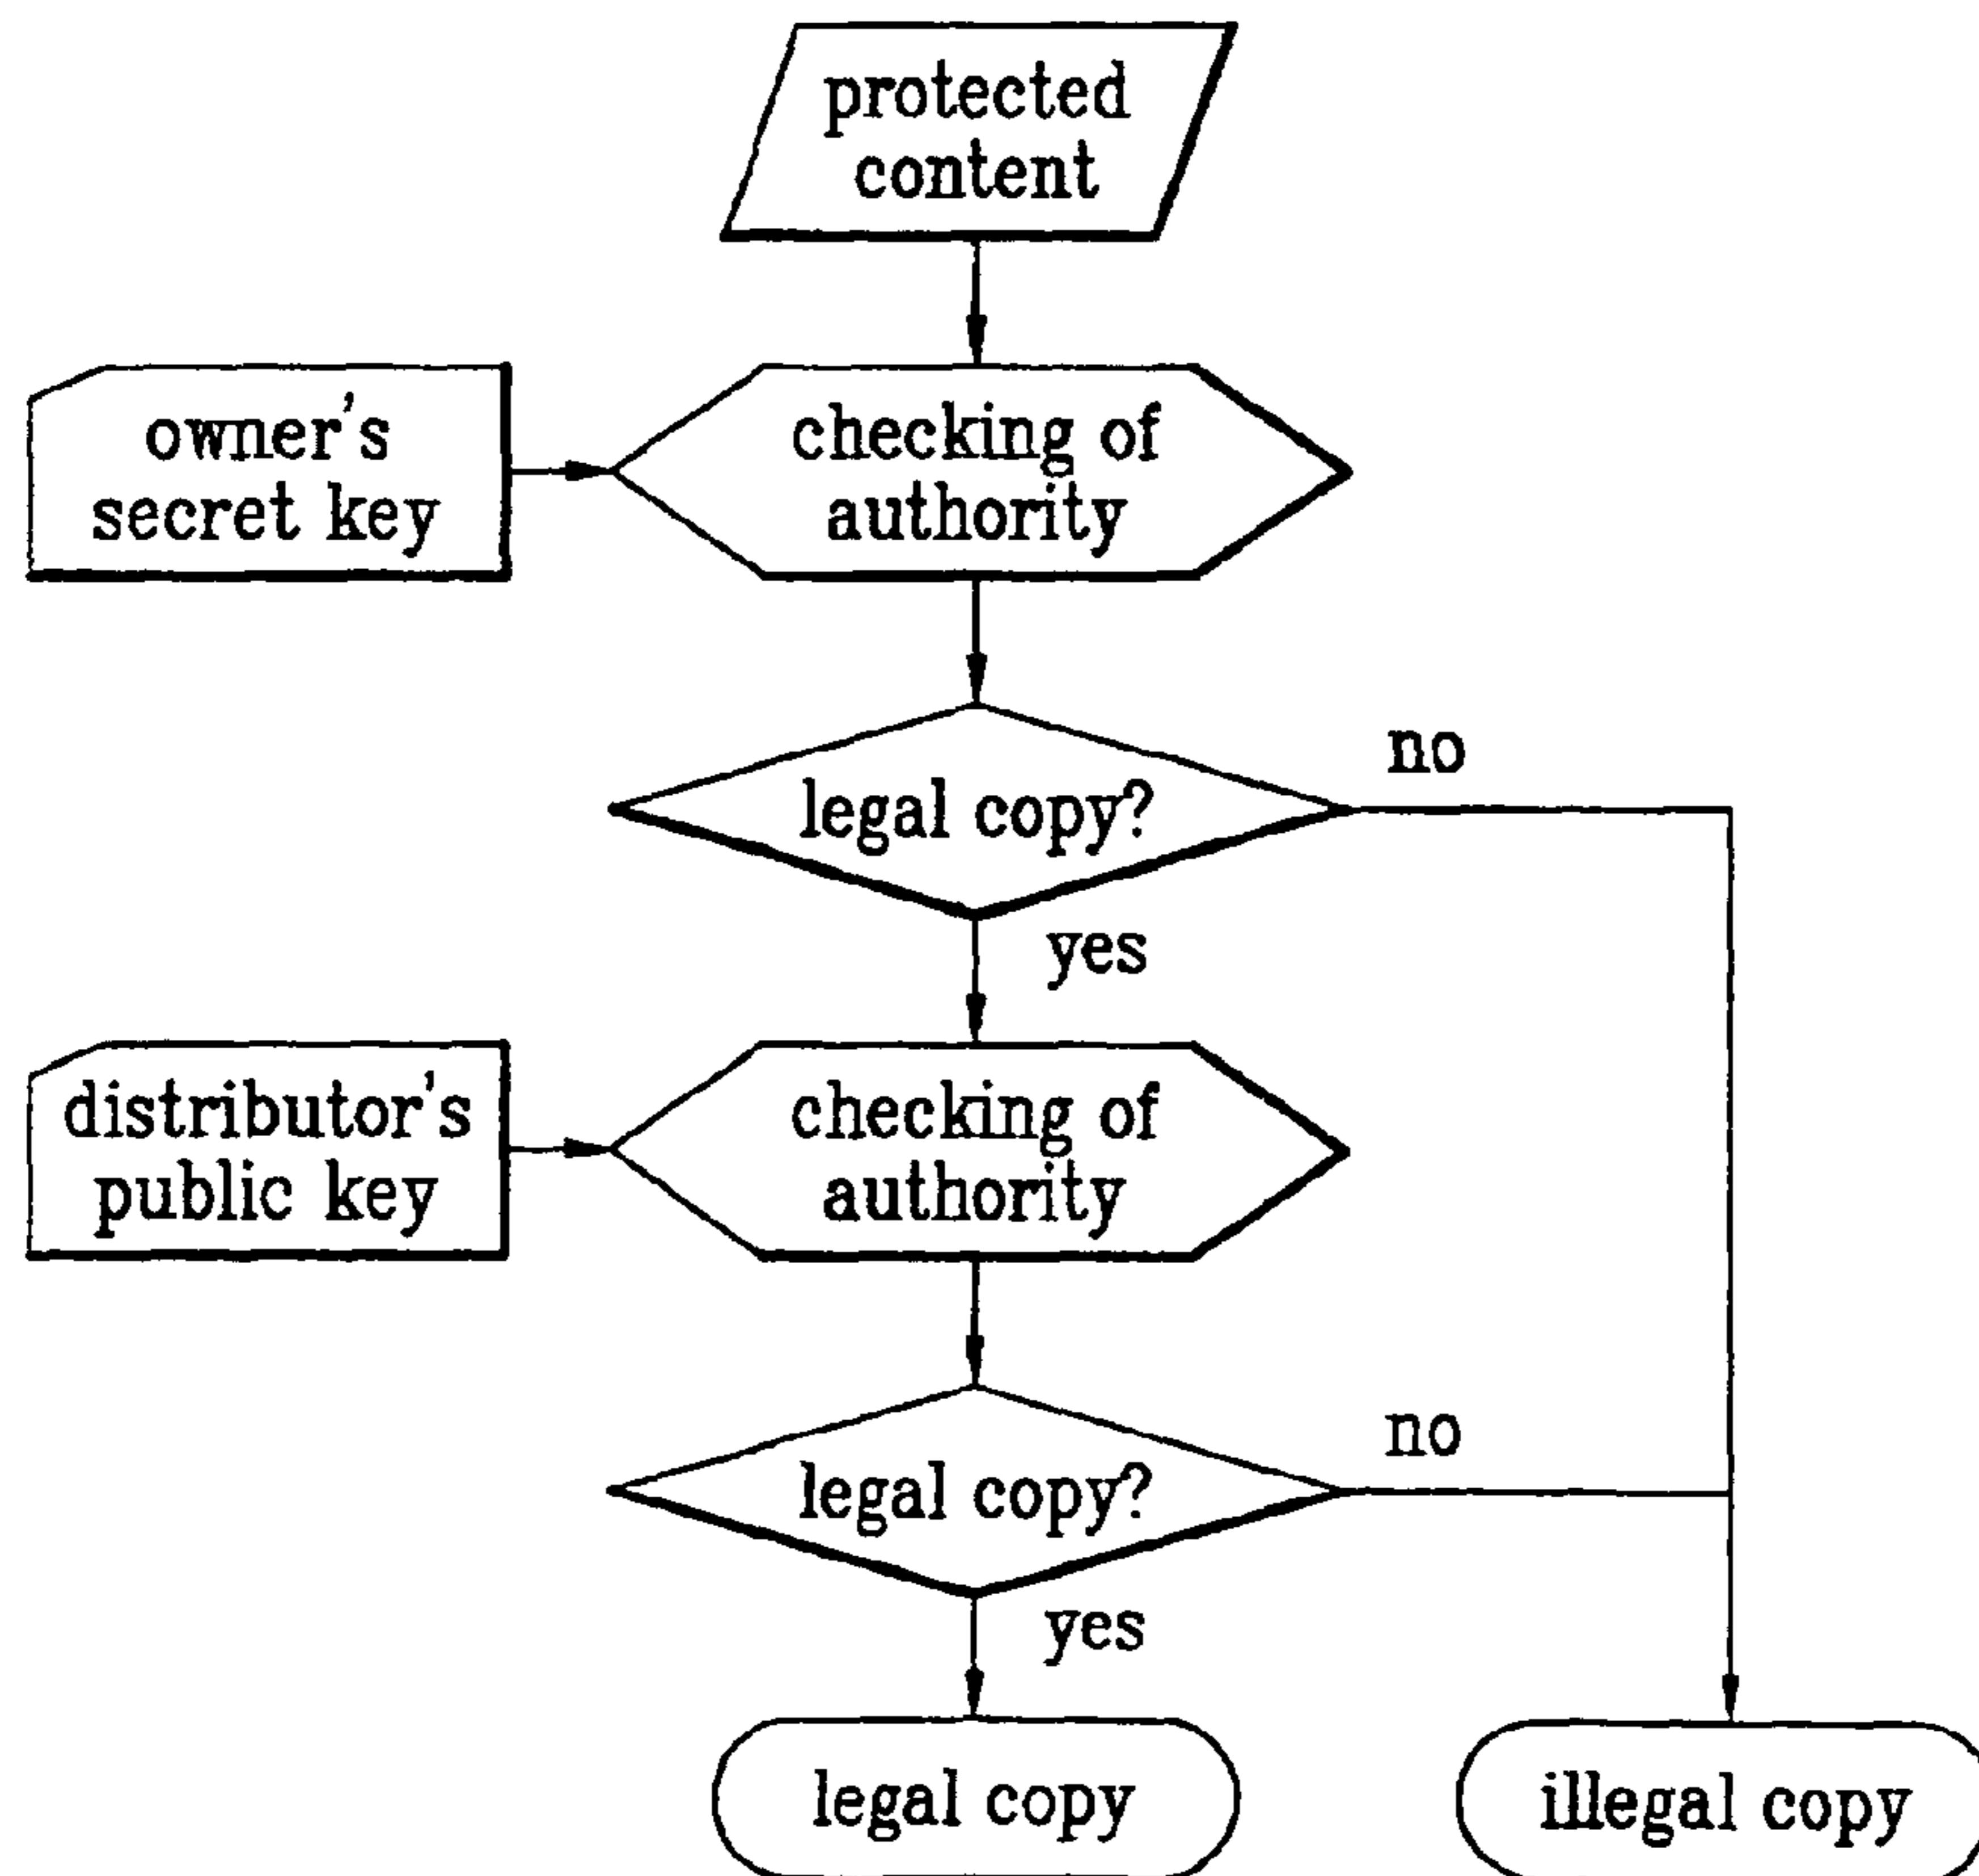 protected
content
owner's
secret key
checking of
authority
legal copy?
no
yes
distributor's
public key
checking of
authority
legal copy?
no
yes
legal copy
illegal copy